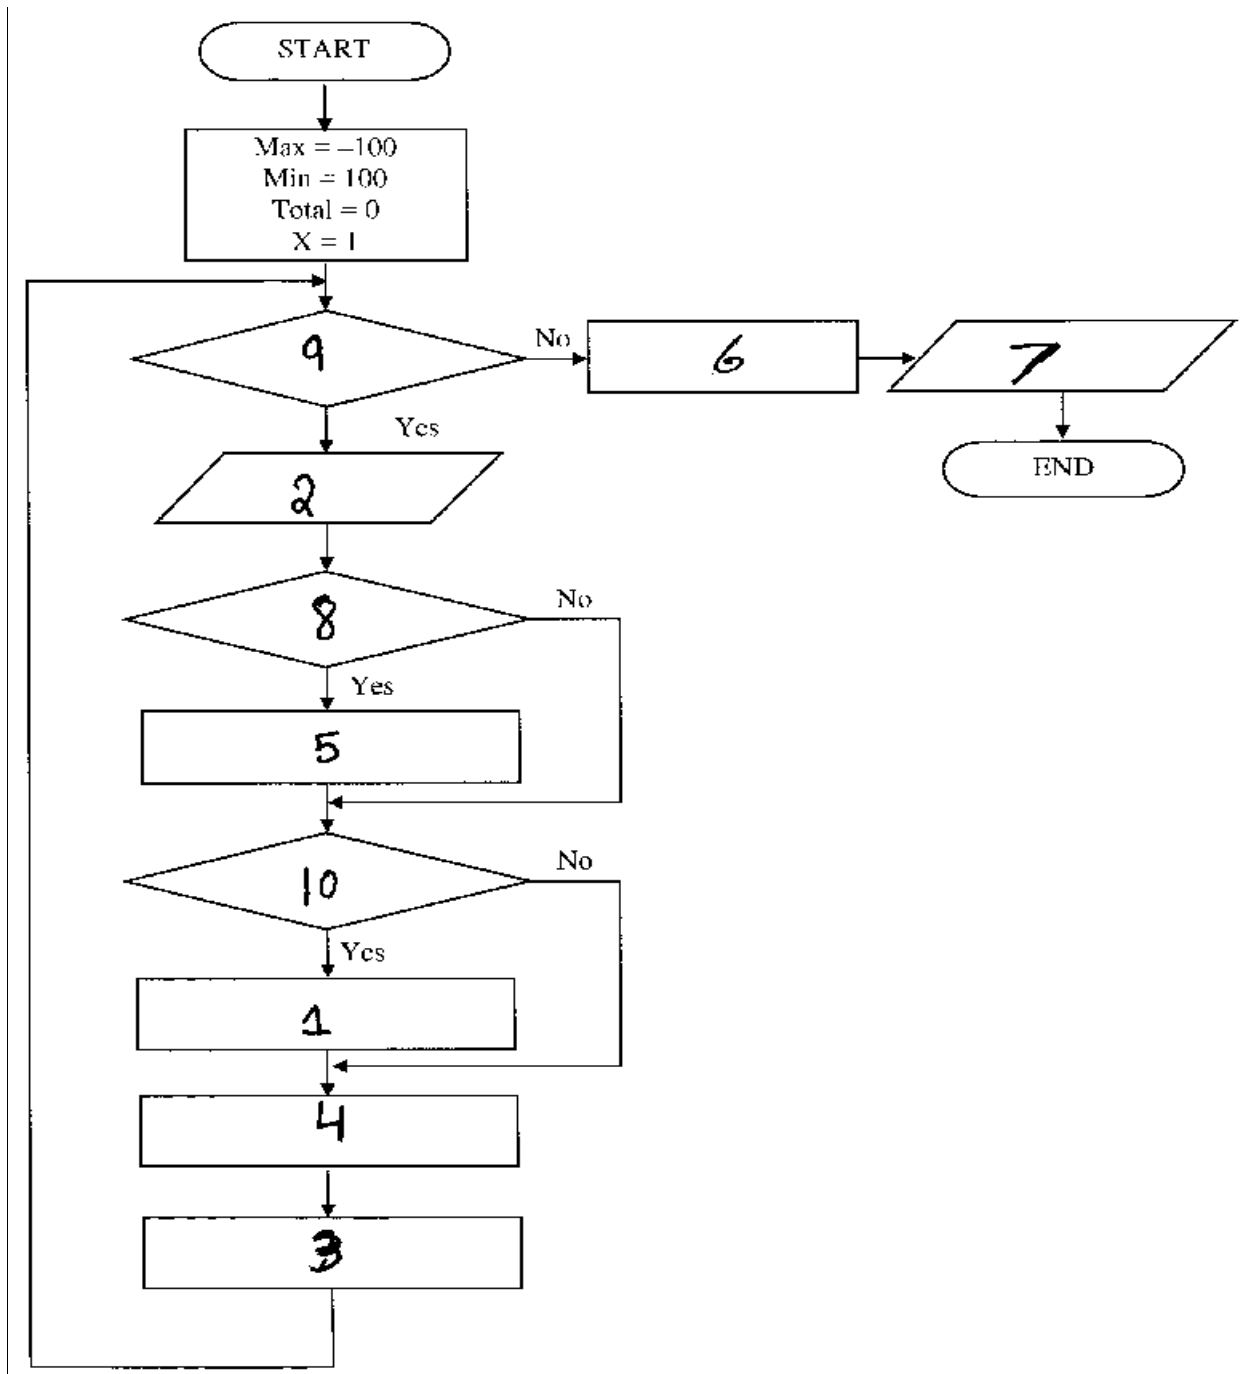 START
Max = –100
Min = 100
Total = 0
X = 1
9
No
6
7
Yes
END
2
8
No
Yes
5
10
No
Yes
1
4
3